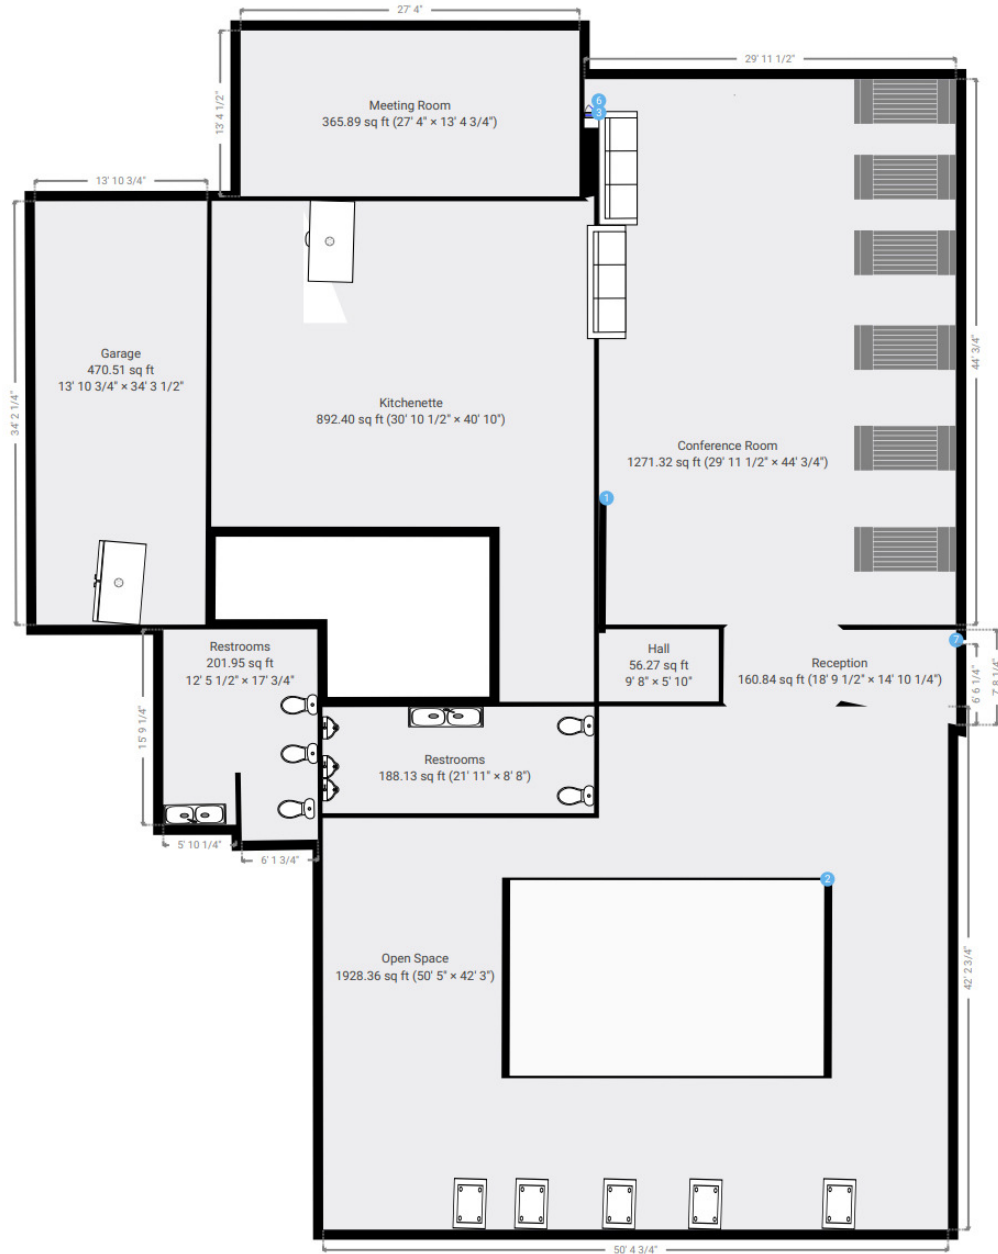 27' 4"
29' 11 1/2"
13' 4 1/2"
Meeting Room
365.89 sq ft (27' 4" × 13' 4 3/4")
6
3
13' 10 3/4"
34' 2 1/4"
44' 3/4"
Garage
470.51 sq ft
13' 10 3/4" × 34' 3 1/2"
Kitchenette
892.40 sq ft (30' 10 1/2" × 40' 10")
Conference Room
1271.32 sq ft (29' 11 1/2" × 44' 3/4")
1
Restrooms
201.95 sq ft
12' 5 1/2" × 17' 3/4"
Hall
56.27 sq ft
9' 8" × 5' 10"
Reception
160.84 sq ft (18' 9 1/2" × 14' 10 1/4")
7
6' 6 1/4"
7' 8 1/4"
15' 9 1/4"
Restrooms
188.13 sq ft (21' 11" × 8' 8")
5' 10 1/4"
6' 1 3/4"
2
Open Space
1928.36 sq ft (50' 5" × 42' 3")
42' 2 3/4"
50' 4 3/4"